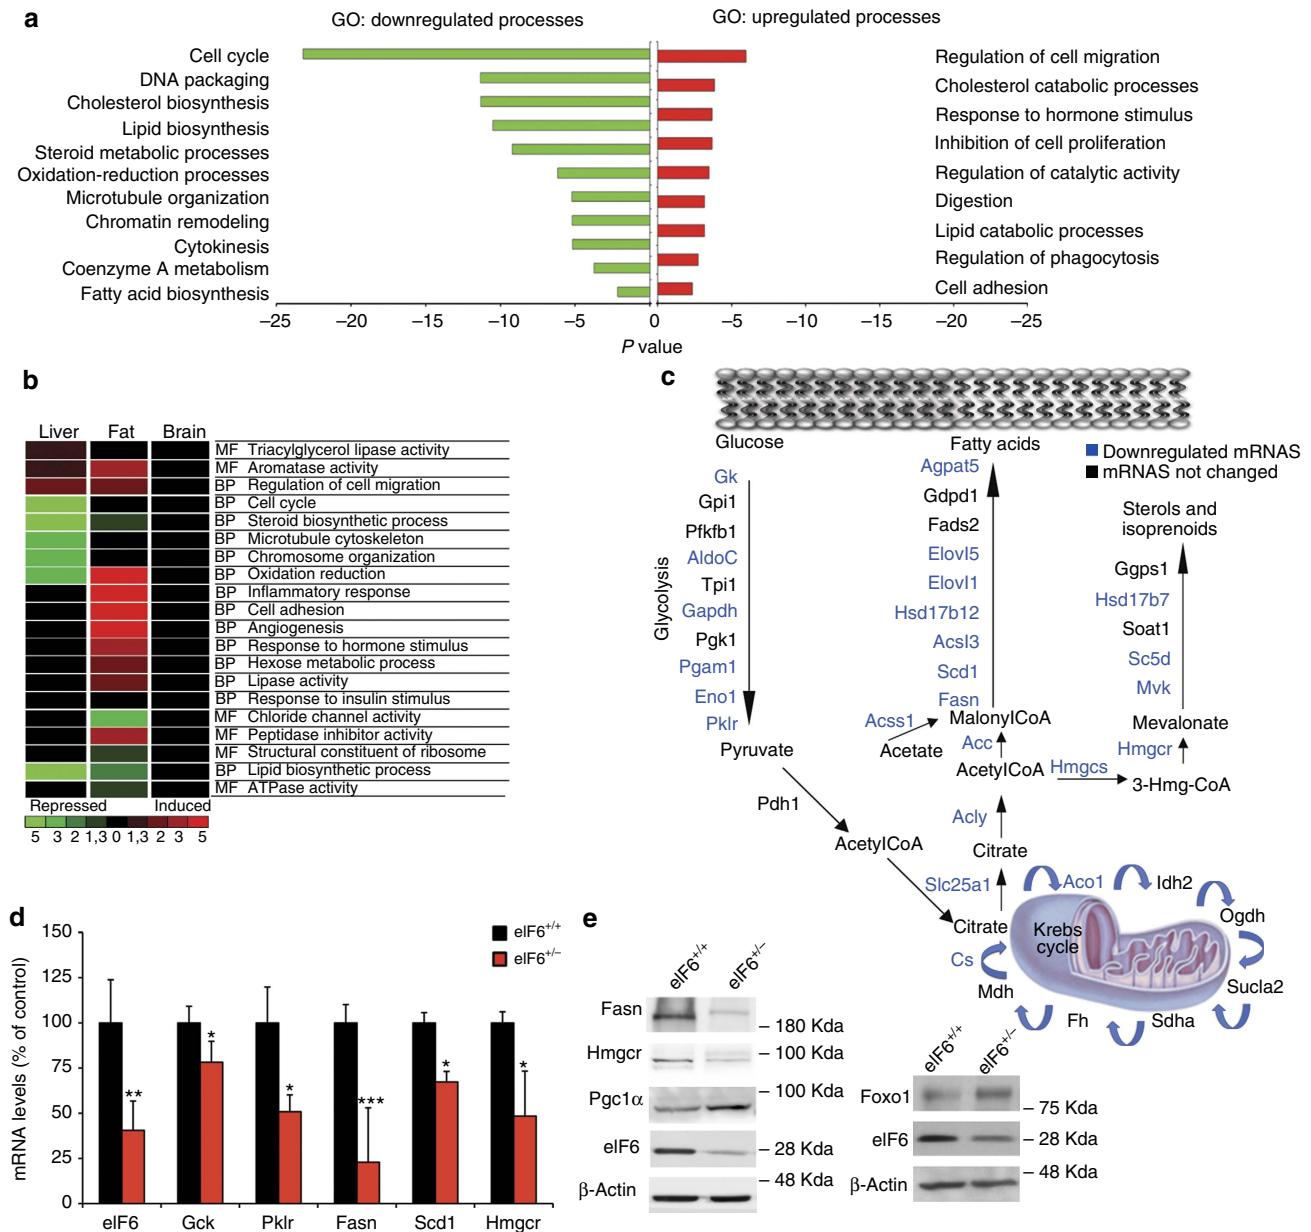 a
GO: downregulated processes
GO: upregulated processes
Cell cycle
DNA packaging
Cholesterol biosynthesis
Lipid biosynthesis
Steroid metabolic processes
Oxidation-reduction processes
Microtubule organization
Chromatin remodeling
Cytokinesis
Coenzyme A metabolism
Fatty acid biosynthesis
Regulation of cell migration
Cholesterol catabolic processes
Response to hormone stimulus
Inhibition of cell proliferation
Regulation of catalytic activity
Digestion
Lipid catabolic processes
Regulation of phagocytosis
Cell adhesion
–25 –20 –15 –10 –5 0 –5 –10 –15 –20 –25
P value
b
Liver Fat Brain
MF Triacylglycerol lipase activity
MF Aromatase activity
BP Regulation of cell migration
BP Cell cycle
BP Steroid biosynthetic process
BP Microtubule cytoskeleton
BP Chromosome organization
BP Oxidation reduction
BP Inflammatory response
BP Cell adhesion
BP Angiogenesis
BP Response to hormone stimulus
BP Hexose metabolic process
BP Lipase activity
BP Response to insulin stimulus
MF Chloride channel activity
MF Peptidase inhibitor activity
MF Structural constituent of ribosome
BP Lipid biosynthetic process
MF ATPase activity
Repressed Induced
5 3 2 1,3 0 1,3 2 3 5
c
Downregulated mRNAS
mRNAS not changed
Glucose
Glycolysis
Gk
Gpi1
Pfkfb1
AldoC
Tpi1
Gapdh
Pgk1
Pgam1
Eno1
Pklr
Pyruvate
Pdh1
AcetylCoA
Fatty acids
Agpat5
Gdpd1
Fads2
Elovl5
Elovl1
Hsd17b12
Acsl3
Scd1
Fasn
MalonylCoA
Acss1
Acetate
Acc
AcetylCoA
Hmgcs
Acly
Citrate
Slc25a1
Citrate
Sterols and
isoprenoids
Ggps1
Hsd17b7
Soat1
Sc5d
Mvk
Mevalonate
Hmgcr
3-Hmg-CoA
Krebs
cycle
Aco1
Idh2
Ogdh
Sucla2
Sdha
Fh
Mdh
Cs
d
mRNA levels (% of control)
150
125
100
75
50
25
0
eIF6+/+
eIF6+/–
** * * *** * *
eIF6 Gck Pklr Fasn Scd1 Hmgcr
e
eIF6+/+ eIF6+/–
Fasn
– 180 Kda
Hmgcr
– 100 Kda
Pgc1α
– 100 Kda
eIF6
– 28 Kda
β-Actin
– 48 Kda
eIF6+/+ eIF6+/–
Foxo1
– 75 Kda
eIF6
– 28 Kda
β-Actin
– 48 Kda